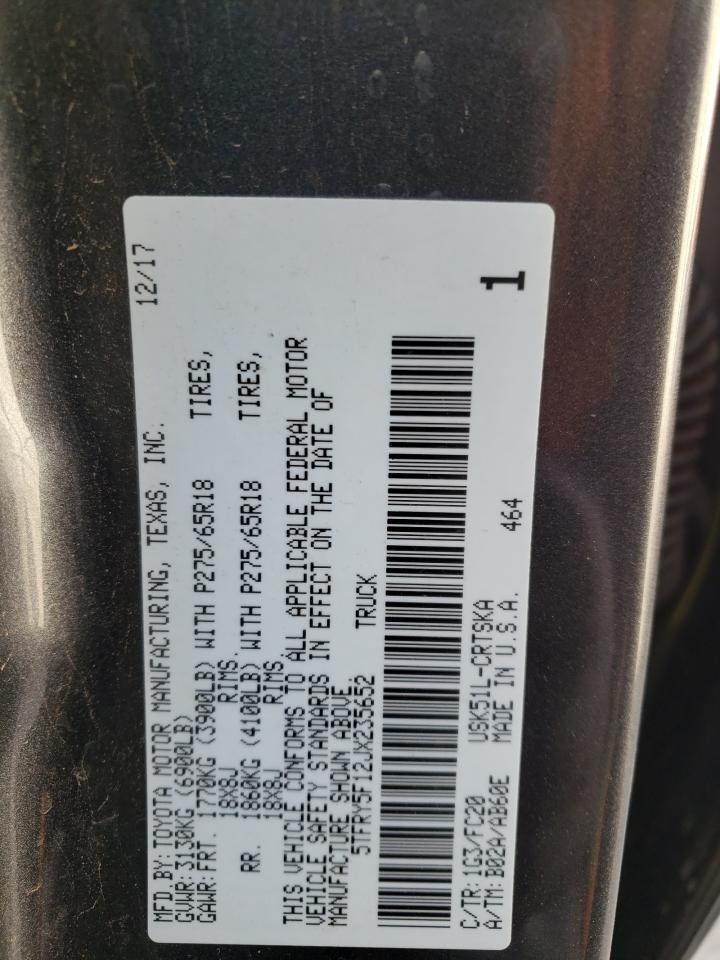 MFD.BY:TOYOTA MOTOR MANUFACTURING, TEXAS, INC. 12/17
GVWR:3130KG (6900LB)
GAWR:FRT. 1770KG (3900LB) WITH P275/65R18 TIRES,
18X8J RIMS.
RR. 1860KG (4100LB) WITH P275/65R18 TIRES,
18X8J RIMS.
THIS VEHICLE CONFORMS TO ALL APPLICABLE FEDERAL MOTOR
VEHICLE SAFETY STANDARDS IN EFFECT ON THE DATE OF
MANUFACTURE SHOWN ABOVE.
5TFRY5F12JX235652 TRUCK
C/TR:1G3/FC20 USK51L-CRTSKA 464
A/TM:B02A/AB60E MADE IN U.S.A.
1